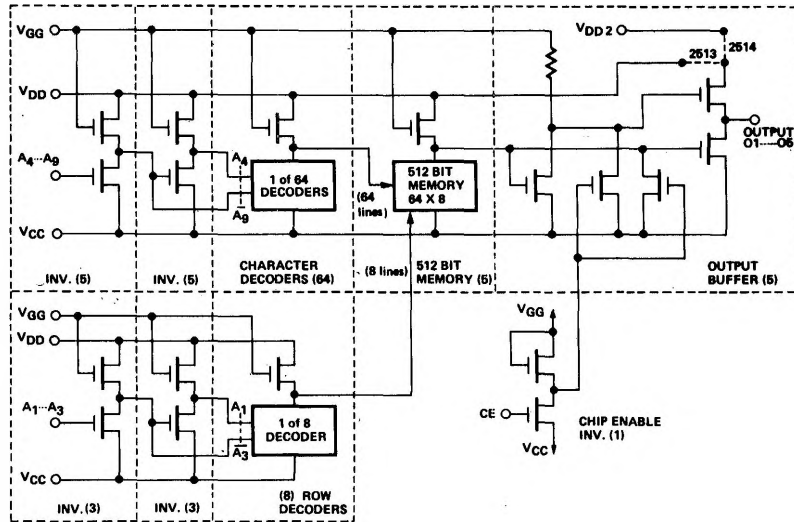 VGG
VDD 2
2514
2513
VDD
OUTPUT
O1----O5
A4...A9
A4
A9
1 of 64
DECODERS
(64
lines)
512 BIT
MEMORY
64 X 8
VCC
INV. (5)
INV. (5)
CHARACTER
DECODERS (64)
(8 lines)
512 BIT
MEMORY (5)
OUTPUT
BUFFER (5)
VGG
VDD
A1...A3
A1
A3
1 of 8
DECODER
VCC
INV. (3)
INV. (3)
(8) ROW
DECODERS
VGG
CE
VCC
CHIP ENABLE
INV. (1)